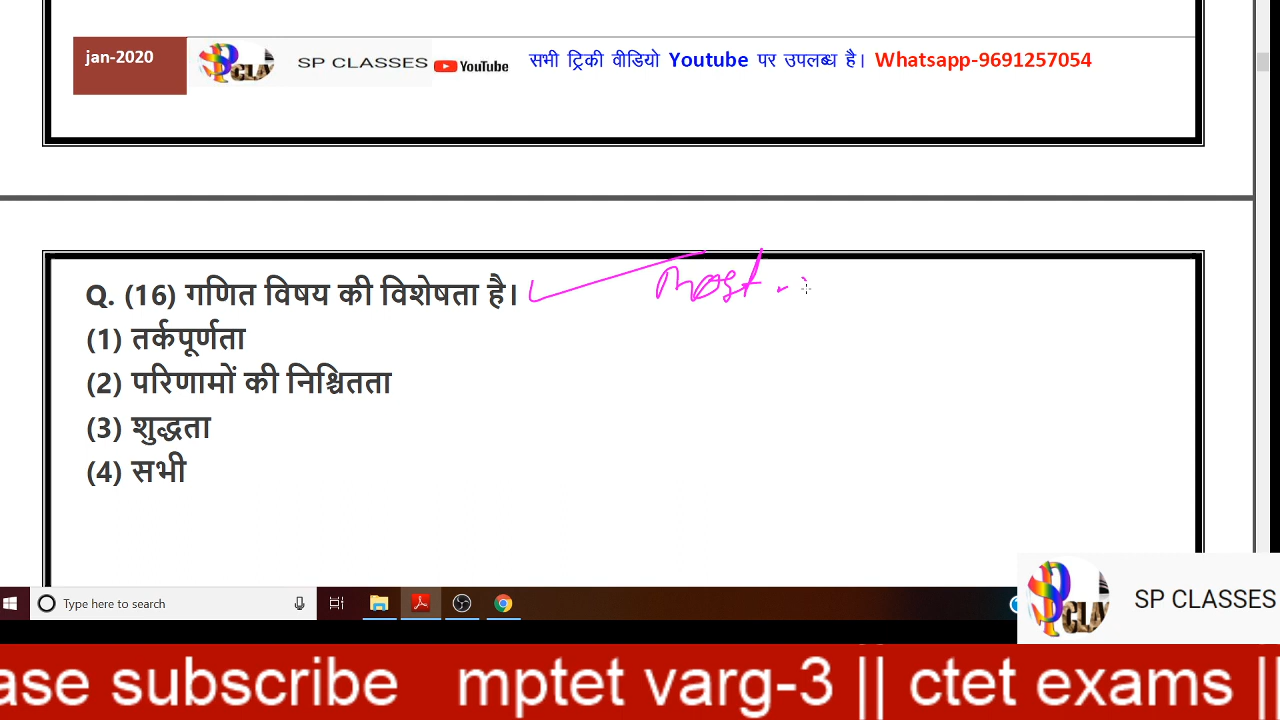 jan-2020
SP CLASSES YouTube
सभी ट्रिकी वीडियो Youtube पर उपलब्ध है। Whatsapp-9691257054
Q. (16) गणित विषय की विशेषता है।
most
(1) तर्कपूर्णता
(2) परिणामों की निश्चितता
(3) शुद्धता
(4) सभी
Type here to search
SP CLASSES
ase subscribe mptet varg-3 || ctet exams ||